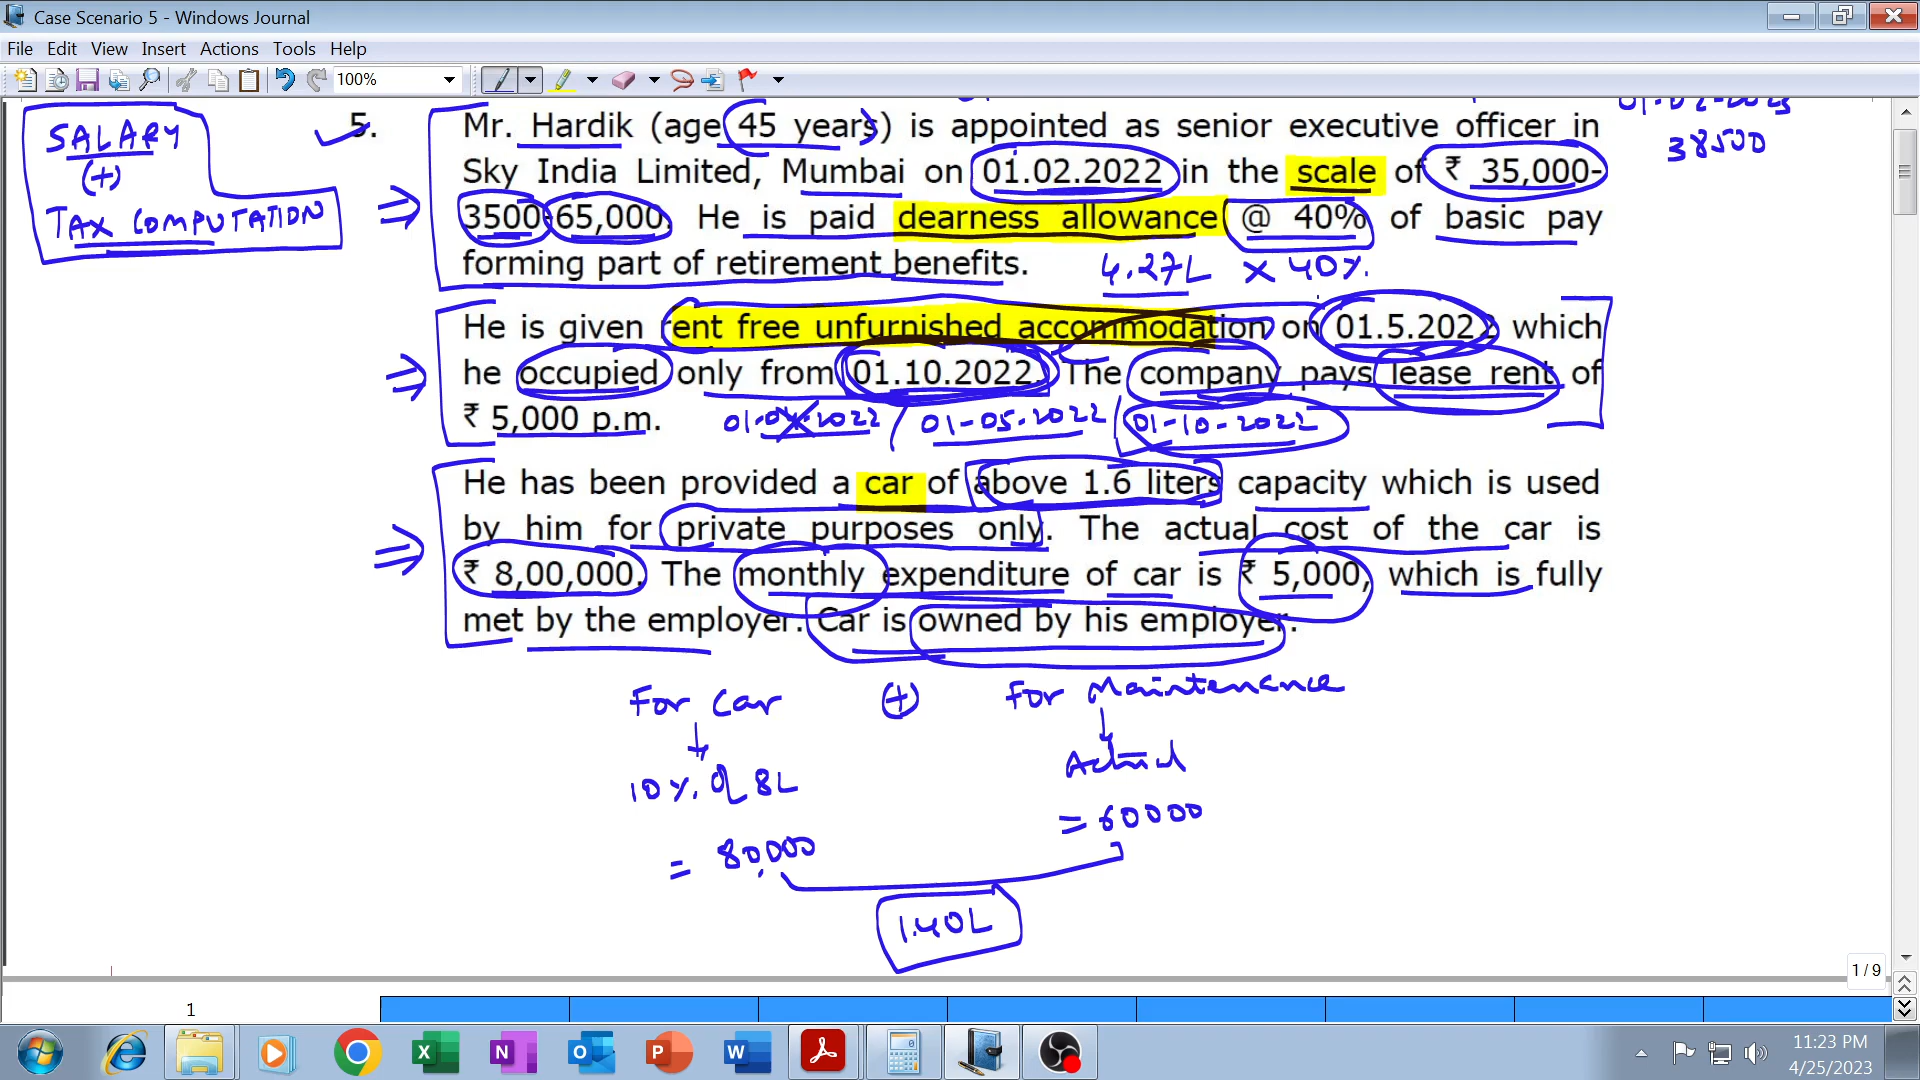 Case Scenario 5 - Windows Journal
File Edit View Insert Actions Tools Help
100%
01-02-2023
38500
SALARY
(+)
TAX COMPUTATION
5. Mr. Hardik (age 45 years) is appointed as senior executive officer in
Sky India Limited, Mumbai on 01.02.2022 in the scale of ₹ 35,000-
3500-65,000. He is paid dearness allowance @ 40% of basic pay
forming part of retirement benefits.
4.27L x 40%.
He is given rent free unfurnished accommodation on 01.5.2022 which
he occupied only from 01.10.2022. The company pays lease rent of
₹ 5,000 p.m.
01-04-2022 / 01-05-2022 | 01-10-2022
He has been provided a car of above 1.6 liters capacity which is used
by him for private purposes only. The actual cost of the car is
₹ 8,00,000. The monthly expenditure of car is ₹ 5,000, which is fully
met by the employer. Car is owned by his employer.
For Car (+) For Maintenance
10%. of 8L
Actual
= 80,000
= 60000
1.40L
1 / 9
1
11:23 PM
4/25/2023